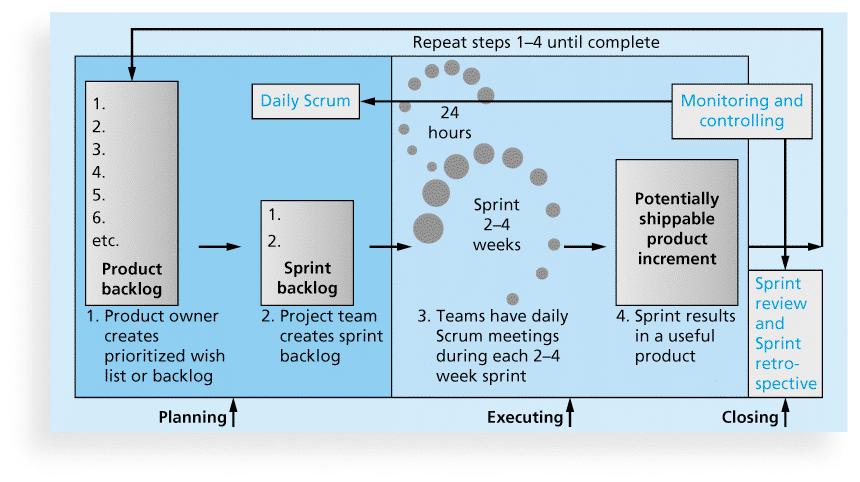 Repeat steps 1–4 until complete
1.
2.
3.
4.
5.
6.
etc.
Product
backlog
Daily Scrum
24
hours
Monitoring and
controlling
1.
2.
Sprint
backlog
Sprint
2–4
weeks
Potentially
shippable
product
increment
Sprint
review
and
Sprint
retro-
spective
1. Product owner
creates
prioritized wish
list or backlog
2. Project team
creates sprint
backlog
3. Teams have daily
Scrum meetings
during each 2–4
week sprint
4. Sprint results
in a useful
product
Planning
Executing
Closing